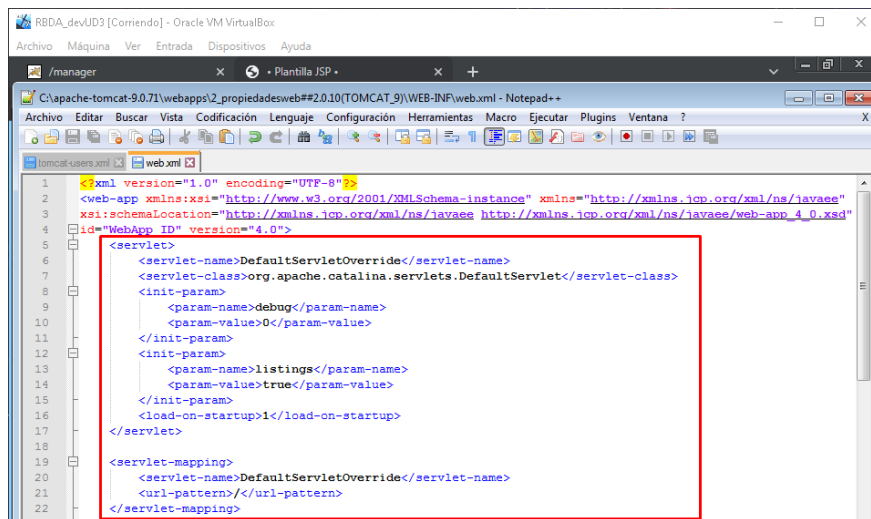 RBDA_devUD3 [Corriendo] - Oracle VM VirtualBox
Archivo Máquina Ver Entrada Dispositivos Ayuda
/manager • Plantilla JSP •
C:\apache-tomcat-9.0.71\webapps\2_propiedadesweb##2.0.10(TOMCAT_9)\WEB-INF\web.xml - Notepad++
Archivo Editar Buscar Vista Codificación Lenguaje Configuración Herramientas Macro Ejecutar Plugins Ventana ? X
tomcat-users.xml web.xml
1 <?xml version="1.0" encoding="UTF-8"?>
2 <web-app xmlns:xsi="http://www.w3.org/2001/XMLSchema-instance" xmlns="http://xmlns.jcp.org/xml/ns/javaee"
3 xsi:schemaLocation="http://xmlns.jcp.org/xml/ns/javaee http://xmlns.jcp.org/xml/ns/javaee/web-app_4_0.xsd"
4 id="WebApp_ID" version="4.0">
5 <servlet>
6 <servlet-name>DefaultServletOverride</servlet-name>
7 <servlet-class>org.apache.catalina.servlets.DefaultServlet</servlet-class>
8 <init-param>
9 <param-name>debug</param-name>
10 <param-value>0</param-value>
11 </init-param>
12 <init-param>
13 <param-name>listings</param-name>
14 <param-value>true</param-value>
15 </init-param>
16 <load-on-startup>1</load-on-startup>
17 </servlet>
18
19 <servlet-mapping>
20 <servlet-name>DefaultServletOverride</servlet-name>
21 <url-pattern>/</url-pattern>
22 </servlet-mapping>